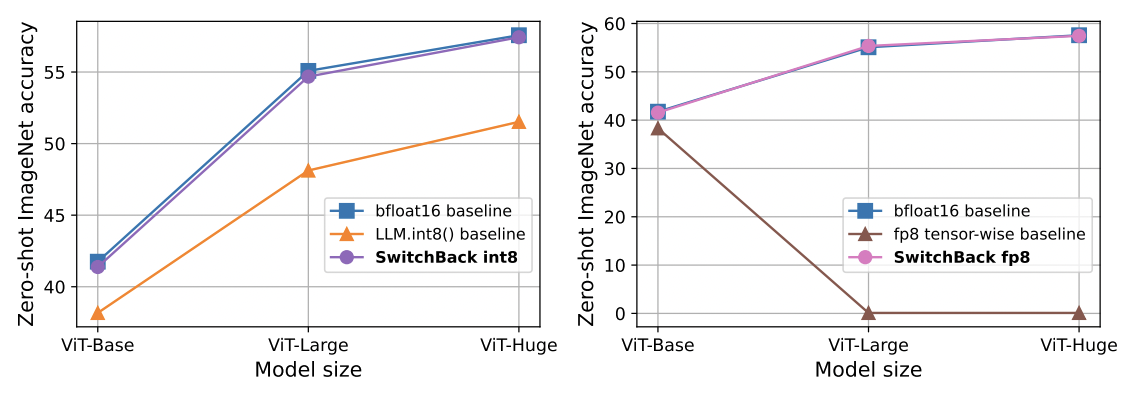 Zero-shot ImageNet accuracy
55
50
45
40
bfloat16 baseline
LLM.int8() baseline
SwitchBack int8
ViT-Base
ViT-Large
ViT-Huge
Model size
Zero-shot ImageNet accuracy
60
50
40
30
20
10
0
bfloat16 baseline
fp8 tensor-wise baseline
SwitchBack fp8
ViT-Base
ViT-Large
ViT-Huge
Model size